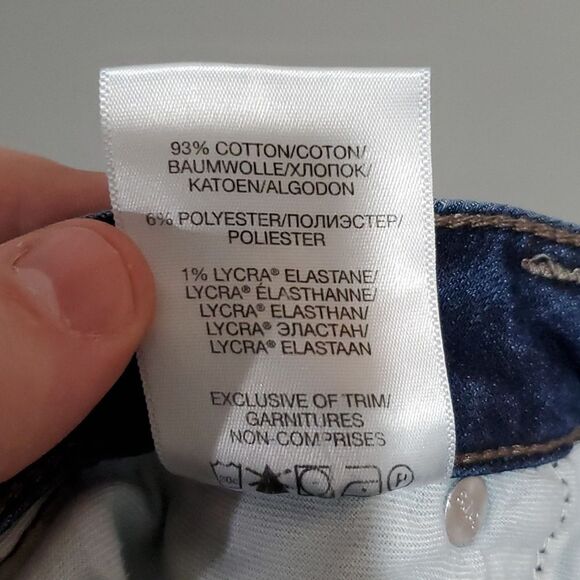 93% COTTON/COTON/
BAUMWOLLE/ХЛОПОК/
KATOEN/ALGODON
6% POLYESTER/ПОЛИЭСТЕР/
POLIESTER
1% LYCRA® ELASTANE/
LYCRA® ÉLASTHANNE/
LYCRA® ELASTHAN/
LYCRA® ЭЛАСТАН/
LYCRA® ELASTAAN
EXCLUSIVE OF TRIM/
GARNITURES
NON-COMPRISES